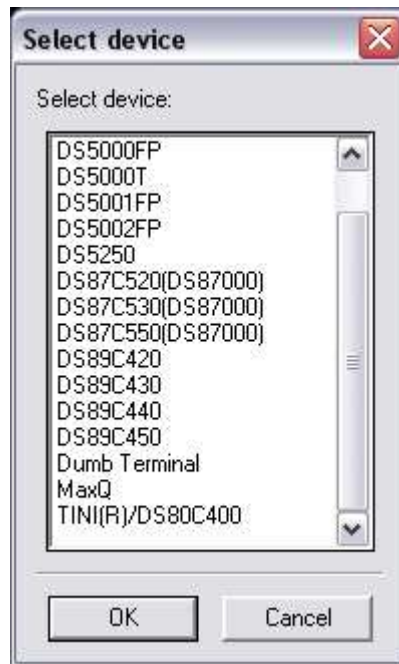 Select device
Select device:
DS5000FP
DS5000T
DS5001FP
DS5002FP
DS5250
DS87C520(DS87000)
DS87C530(DS87000)
DS87C550(DS87000)
DS89C420
DS89C430
DS89C440
DS89C450
Dumb Terminal
MaxQ
TINI(R)/DS80C400
OK
Cancel